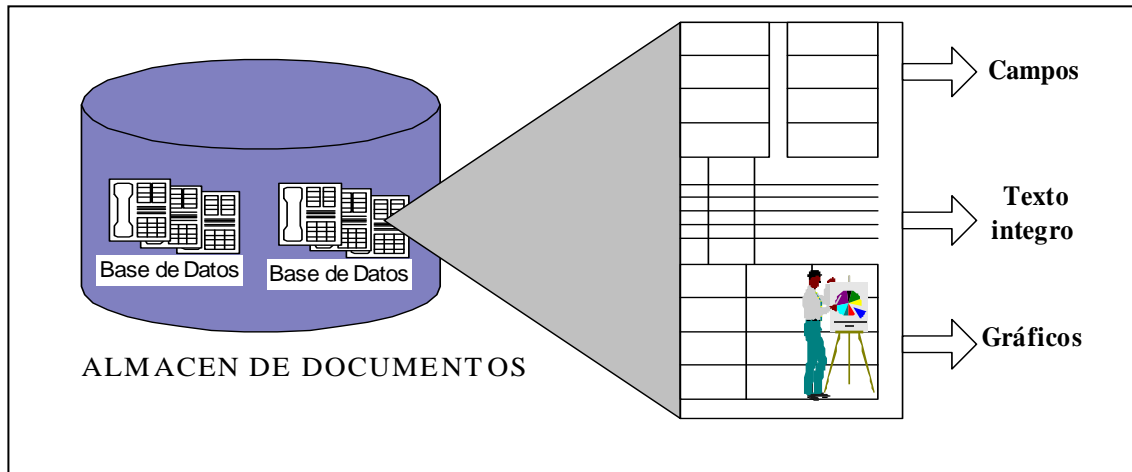 Base de Datos
Base de Datos
ALMACEN DE DOCUMENTOS
Campos
Texto
integro
Gráficos